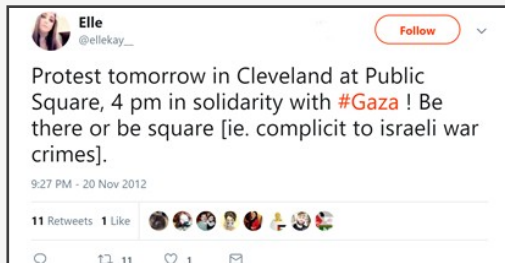 Elle
@ellekay__
Follow
Protest tomorrow in Cleveland at Public
Square, 4 pm in solidarity with #Gaza ! Be
there or be square [ie. complicit to israeli war
crimes].
9:27 PM - 20 Nov 2012
11 Retweets 1 Like
11 1